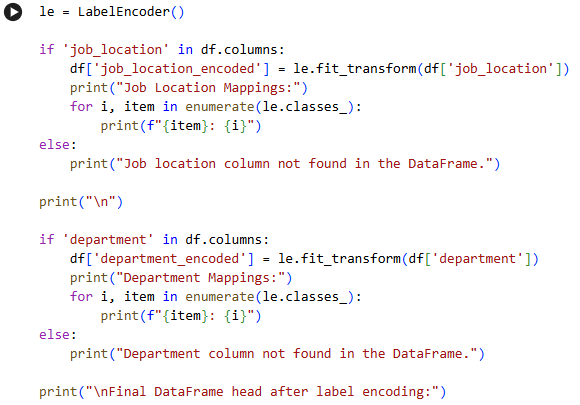 le = LabelEncoder()
if 'job_location' in df.columns:
    df['job_location_encoded'] = le.fit_transform(df['job_location'])
    print("Job Location Mappings:")
    for i, item in enumerate(le.classes_):
        print(f"{item}: {i}")
else:
    print("Job location column not found in the DataFrame.")
print("\n")
if 'department' in df.columns:
    df['department_encoded'] = le.fit_transform(df['department'])
    print("Department Mappings:")
    for i, item in enumerate(le.classes_):
        print(f"{item}: {i}")
else:
    print("Department column not found in the DataFrame.")
print("\nFinal DataFrame head after label encoding:")